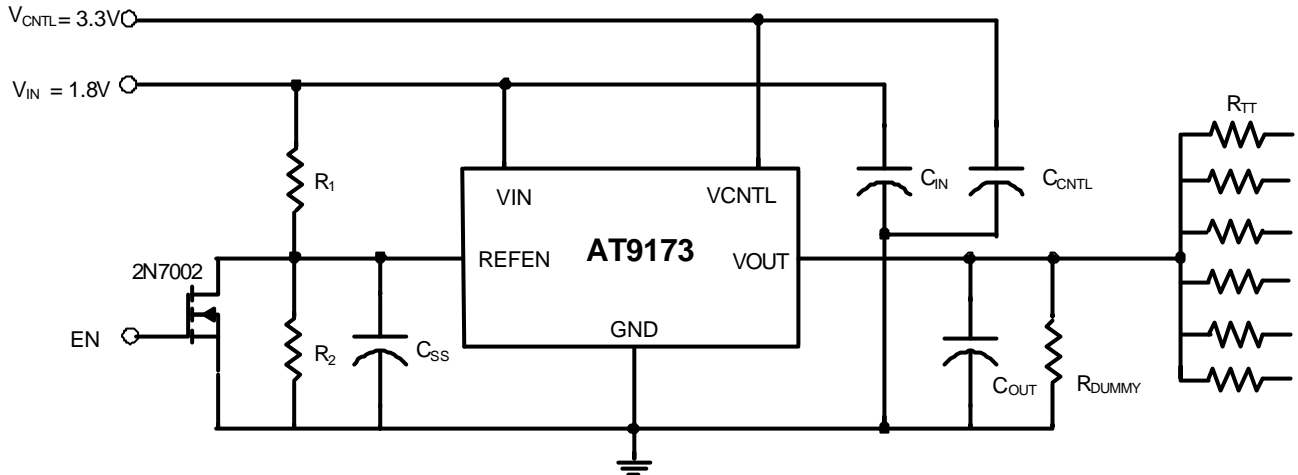 VCNTL = 3.3V
VIN = 1.8V
RTT
R1
VIN
VCNTL
CIN
CCNTL
AT9173
2N7002
REFEN
VOUT
EN
R2
CSS
GND
COUT
RDUMMY